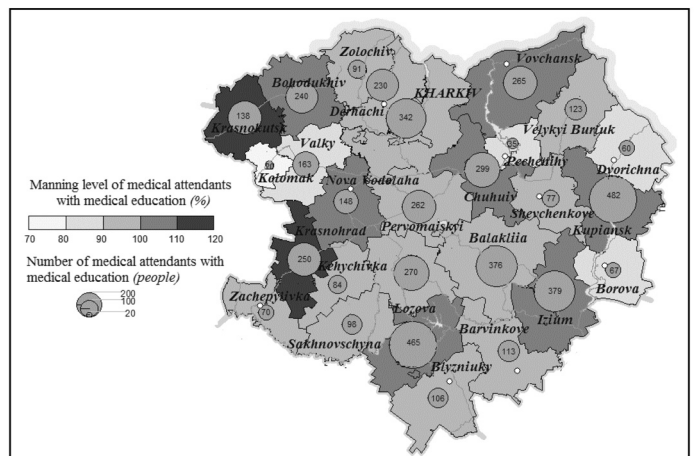 Zolochiv
91
230
Vovchansk
265
Bohodukhiv
240
KHARKIV
342
Derhachi
138
Krasnokutsk
123
Velykyi Burluk
Valky
163
20
Kolomak
Pechenihy
60
Dvorichna
299
Chuhuiv
Nova Vodolaha
148
262
Pervomaiskyi
77
Shevchenkove
482
Kupiansk
Manning level of medical attendants
with medical education (%)
70 80 90 100 110 120
Number of medical attendants with
medical education (people)
200
100
20
Krasnohrad
250
Kehychivka
84
270
Balakliia
376
67
Borova
379
Izium
Zachepylivka
70
98
Sakhnovschyna
Lozova
465
Barvinkove
113
Blyzniuky
106